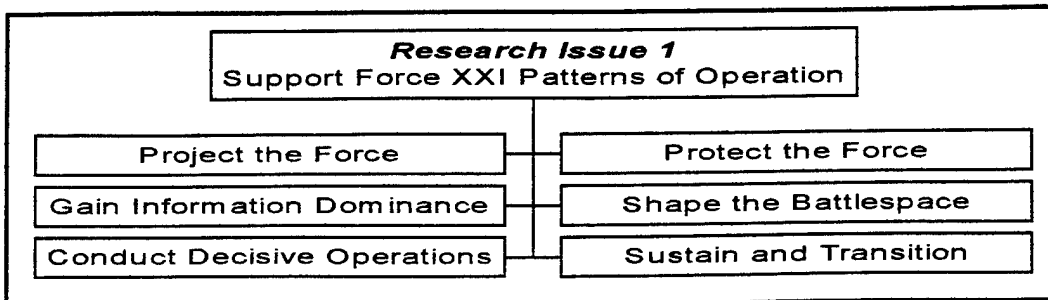 Research Issue 1
Support Force XXI Patterns of Operation
Project the Force
Protect the Force
Gain Information Dominance
Shape the Battlespace
Conduct Decisive Operations
Sustain and Transition